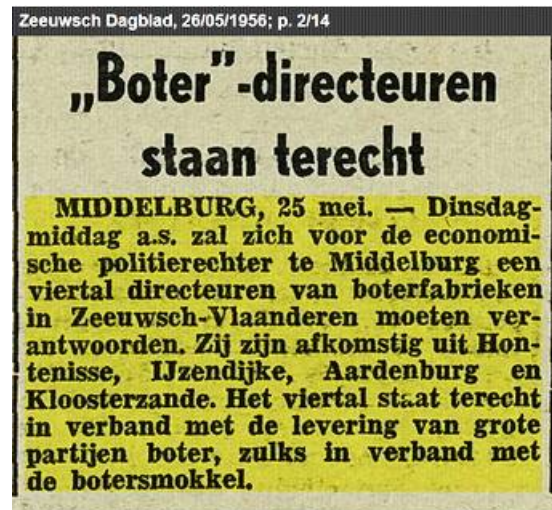 Zeeuwsch Dagblad, 26/05/1956; p. 2/14
„Boter”-directeuren
staan terecht
MIDDELBURG, 25 mei. — Dinsdag-
middag a.s. zal zich voor de economi-
sche politierechter te Middelburg een
viertal directeuren van boterfabrieken
in Zeeuwsch-Vlaanderen moeten ver-
antwoorden. Zij zijn afkomstig uit Hon-
tenisse, IJzendijke, Aardenburg en
Kloosterzande. Het viertal staat terecht
in verband met de levering van grote
partijen boter, zulks in verband met
de botersmokkel.